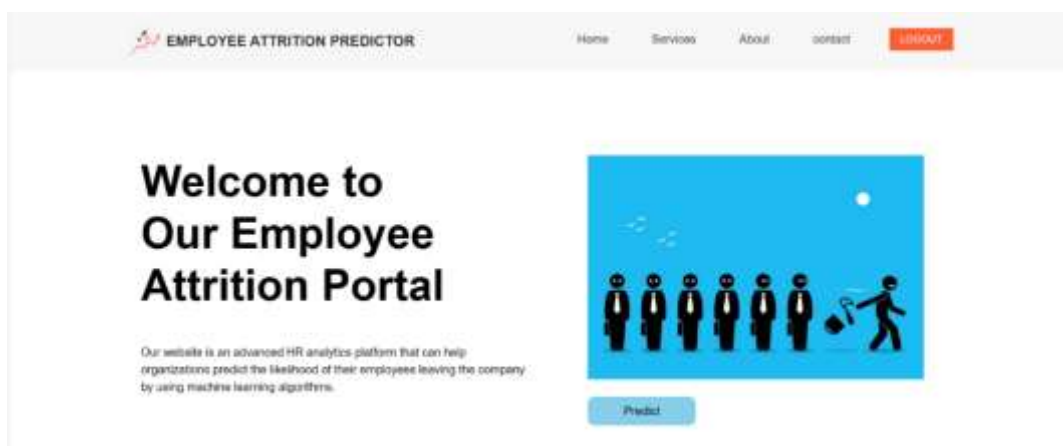 EMPLOYEE ATTRITION PREDICTOR
Home Services About contact LOGOUT
Welcome to
Our Employee
Attrition Portal
Our website is an advanced HR analytics platform that can help
organizations predict the likelihood of their employees leaving the company
by using machine learning algorithms.
Predict